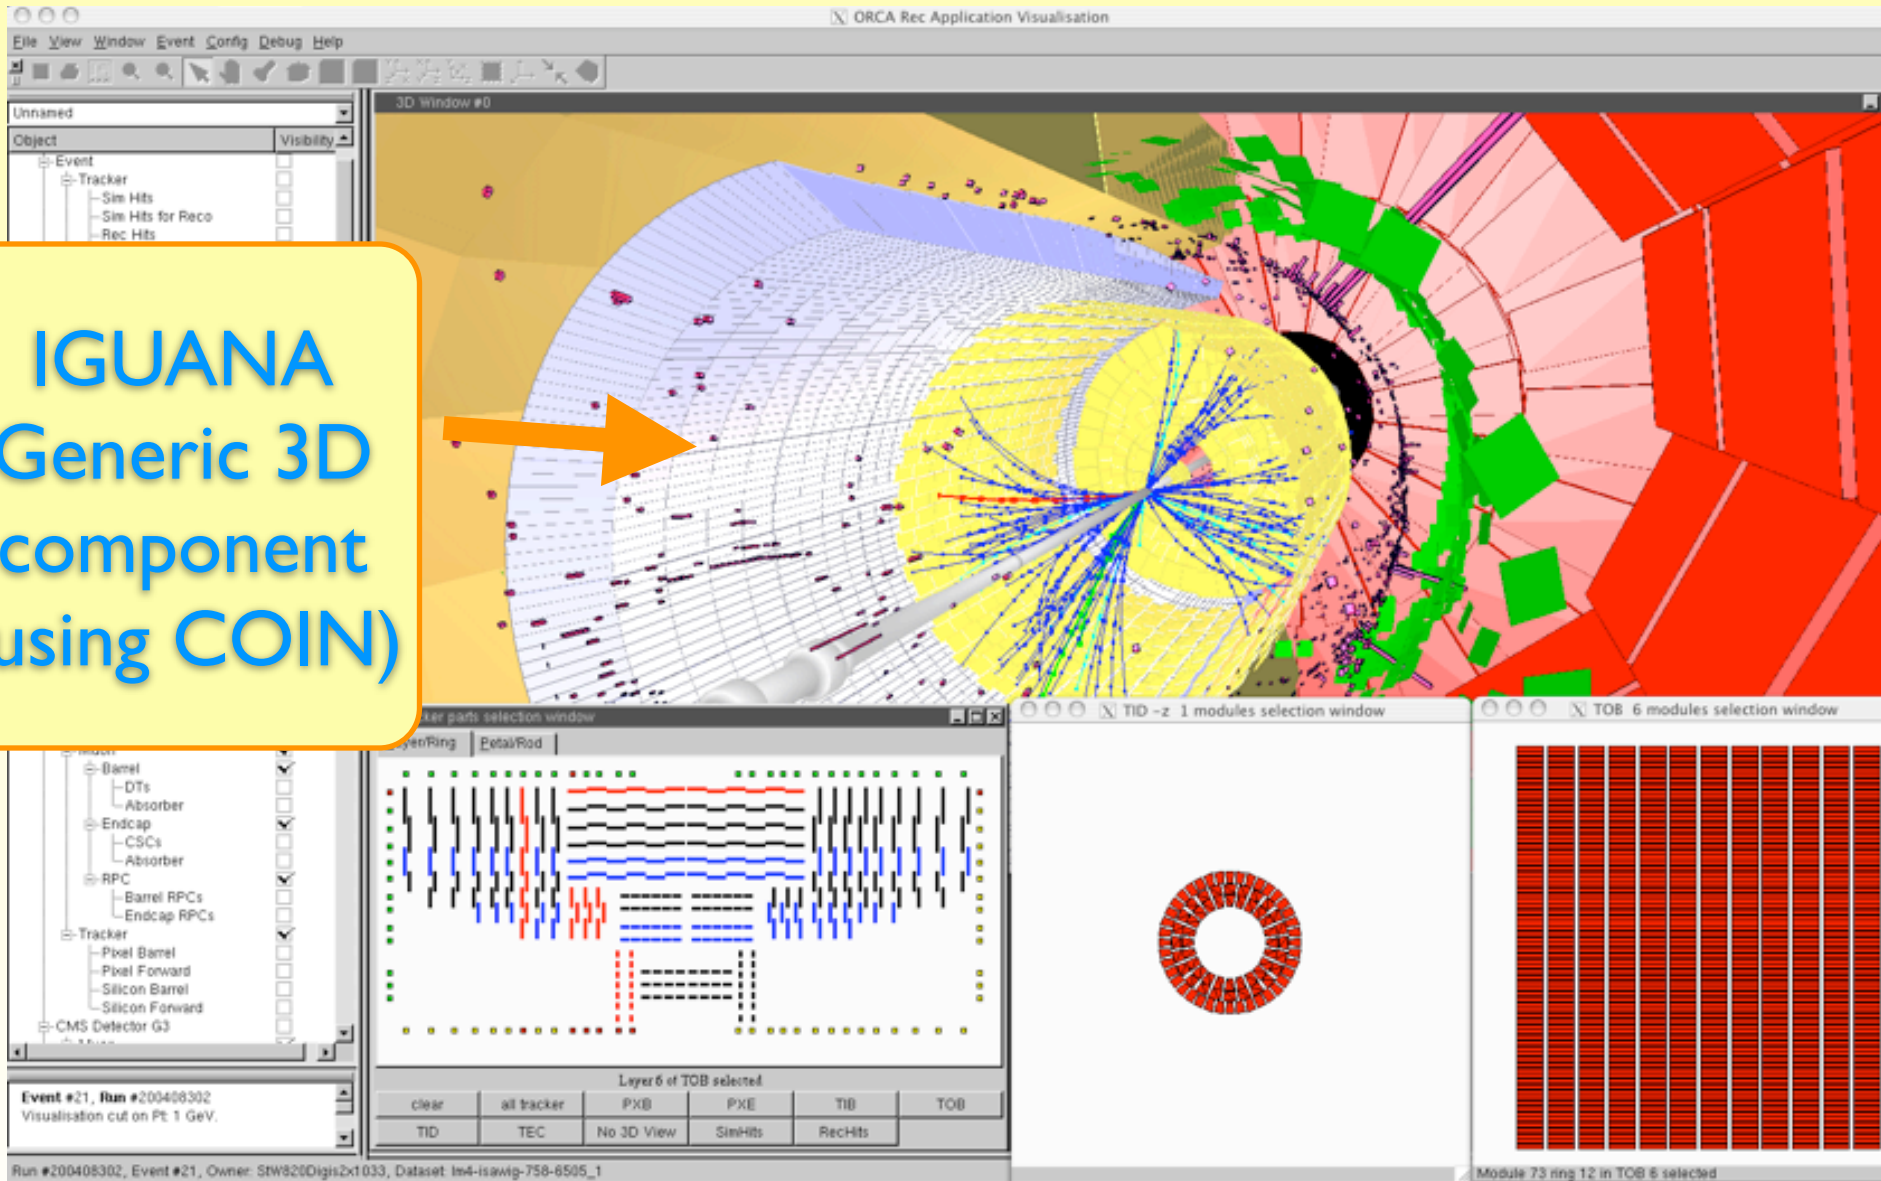 ORCA Rec Application Visualisation
File View Window Event Config Debug Help
3D Window #0
Unnamed
Object Visibility
Event
Tracker
Sim Hits
Sim Hits for Reco
Rec Hits
IGUANA
Generic 3D
component
using COIN)
Muon
Barrel
DTs
Absorber
Endcap
CSCs
Absorber
RPC
Barrel RPCs
Endcap RPCs
Tracker
Pixel Barrel
Pixel Forward
Silicon Barrel
Silicon Forward
CMS Detector G3
Event #21, Run #200408302
Visualisation cut on Pt: 1 GeV.
parts selection window
Petal/Rod
Layer 6 of TOB selected
clear all tracker PXB PXE TIB TOB
TID TEC No 3D View SimHits RecHits
TID -z 1 modules selection window
TOB 6 modules selection window
Module 73 ring 12 in TOB 6 selected
Run #200408302, Event #21, Owner: StW820Digis2x1033, Dataset: lm4-isawig-758-6505_1